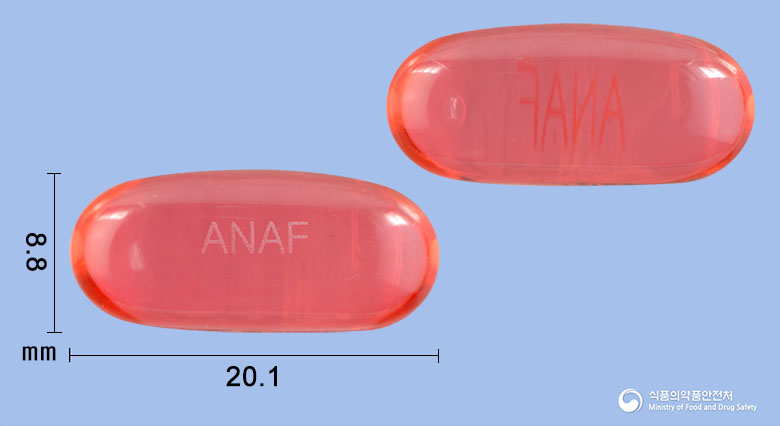 ANAF
ANAF
8.8
mm
20.1
식품의약품안전처
Ministry of Food and Drug Safety